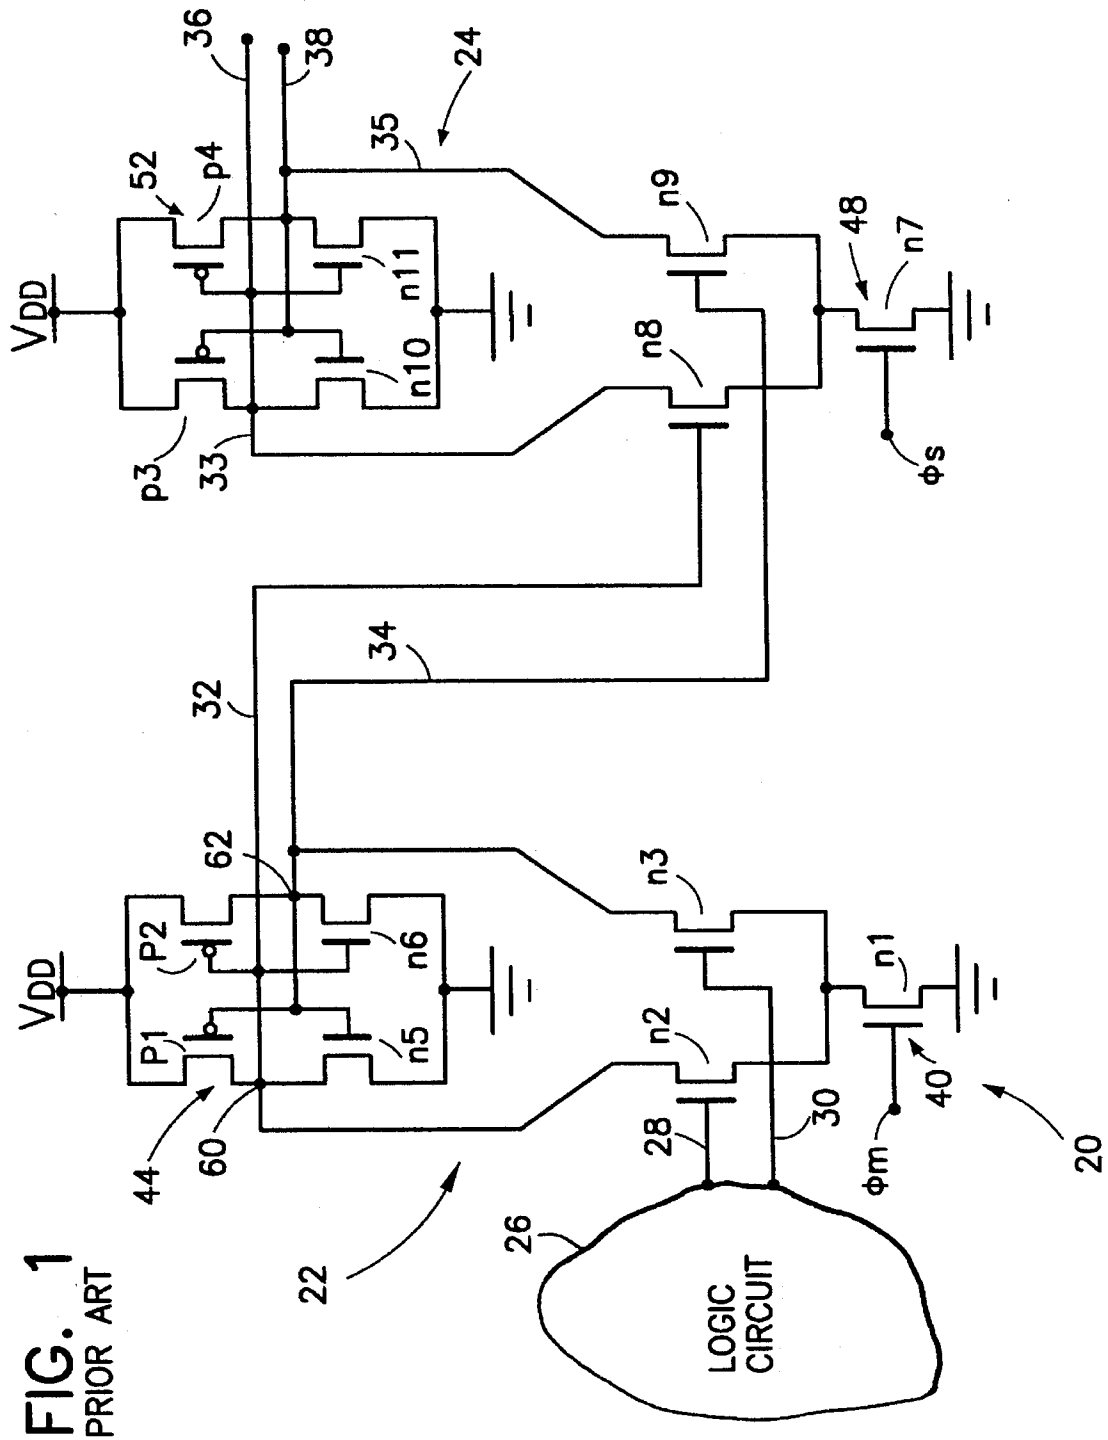 FIG. 1
PRIOR ART
VDD
VDD
P1
P2
p3
p4
52
36
38
44
60
62
32
33
n5
n6
n10
n11
34
35
24
22
26
28
n2
n3
n8
n9
LOGIC
CIRCUIT
30
Φm
40
n1
Φs
48
n7
20